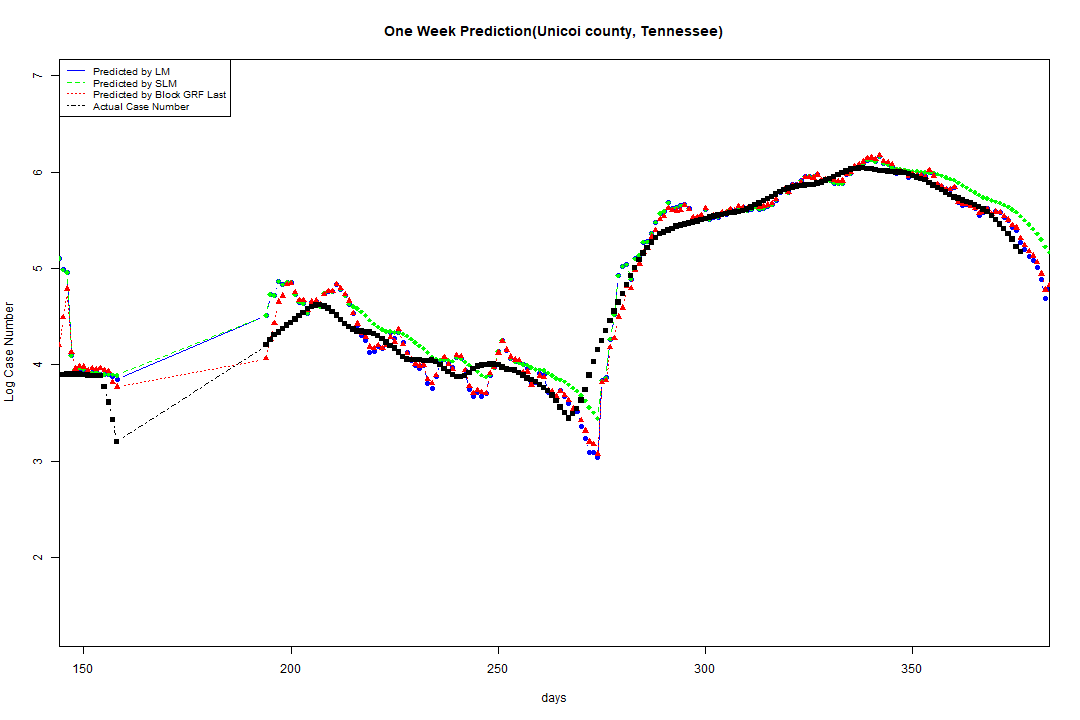 One Week Prediction(Unicoi county, Tennessee)
Predicted by LM
Predicted by SLM
Predicted by Block GRF Last
Actual Case Number
7
6
5
4
3
2
Log Case Number
150 200 250 300 350
days